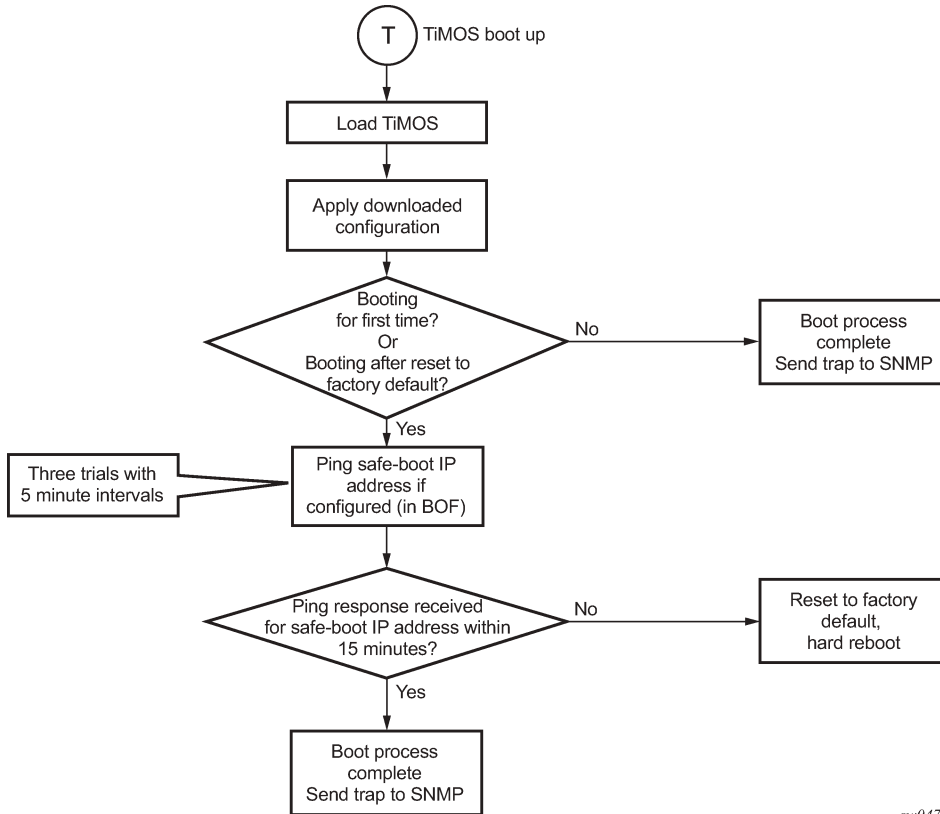 T
TiMOS boot up
Load TiMOS
Apply downloaded
configuration
Booting
for first time?
Or
Booting after reset to
factory default?
No
Boot process
complete
Send trap to SNMP
Yes
Three trials with
5 minute intervals
Ping safe-boot IP
address if
configured (in BOF)
Ping response received
for safe-boot IP address within
15 minutes?
No
Reset to factory
default,
hard reboot
Yes
Boot process
complete
Send trap to SNMP